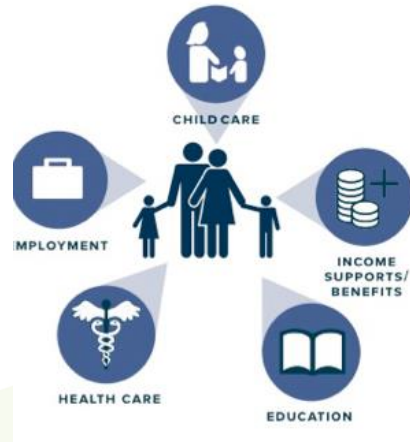 CHILD CARE
MPLOYMENT
INCOME
SUPPORTS/
BENEFITS
HEALTH CARE
EDUCATION